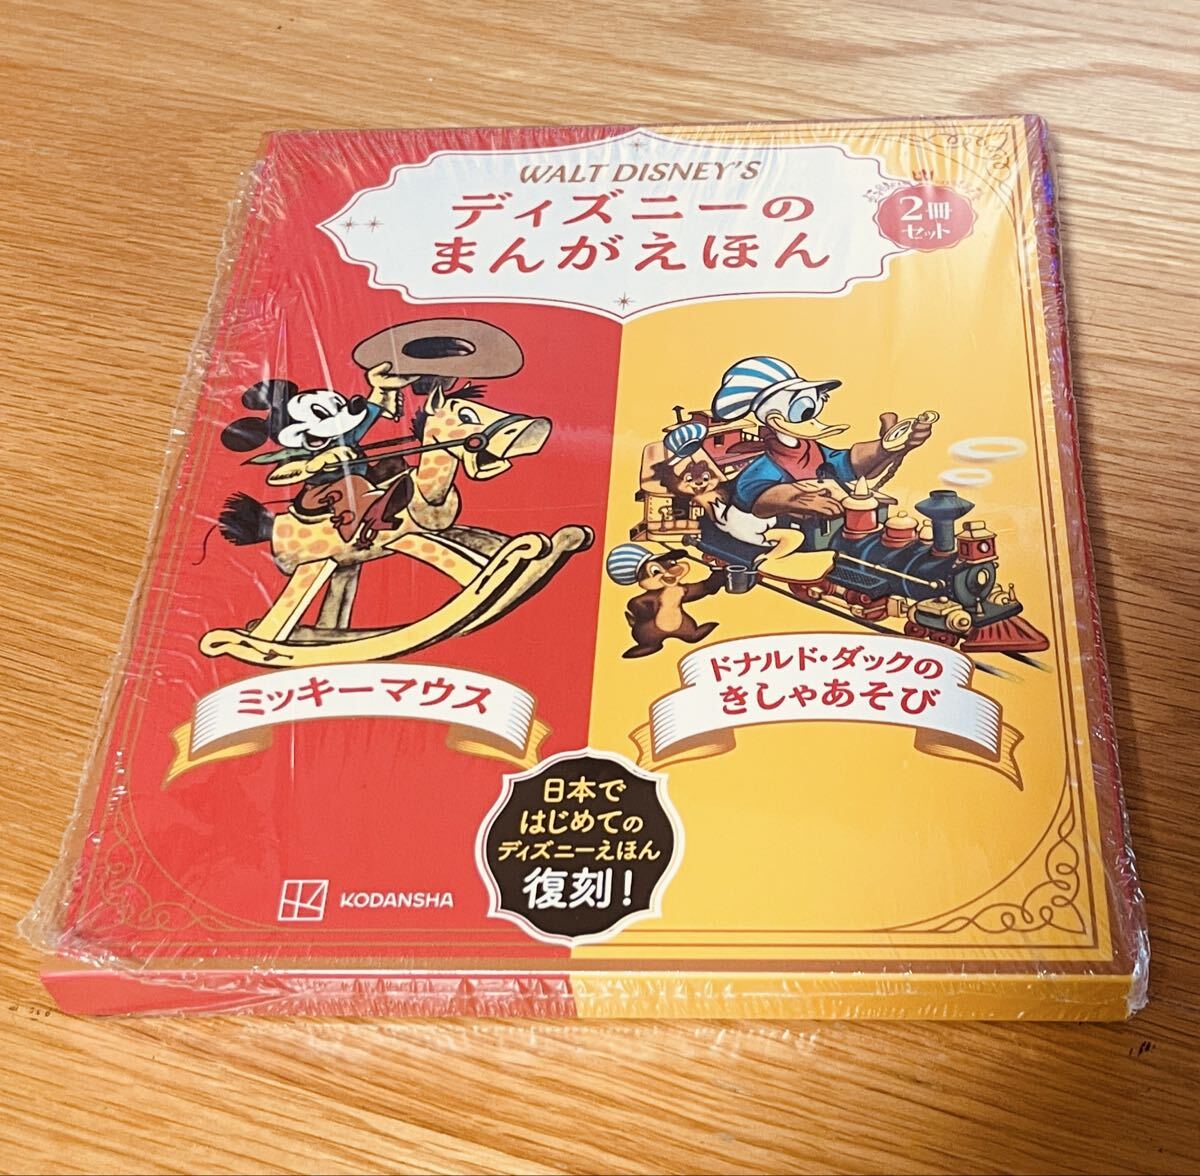 WALT DISNEY'S
ディズニーの
まんがえほん
2冊
セット
ミッキーマウス
ドナルド・ダックの
きしゃあそび
日本で
はじめての
ディズニーえほん
復刻!
KODANSHA